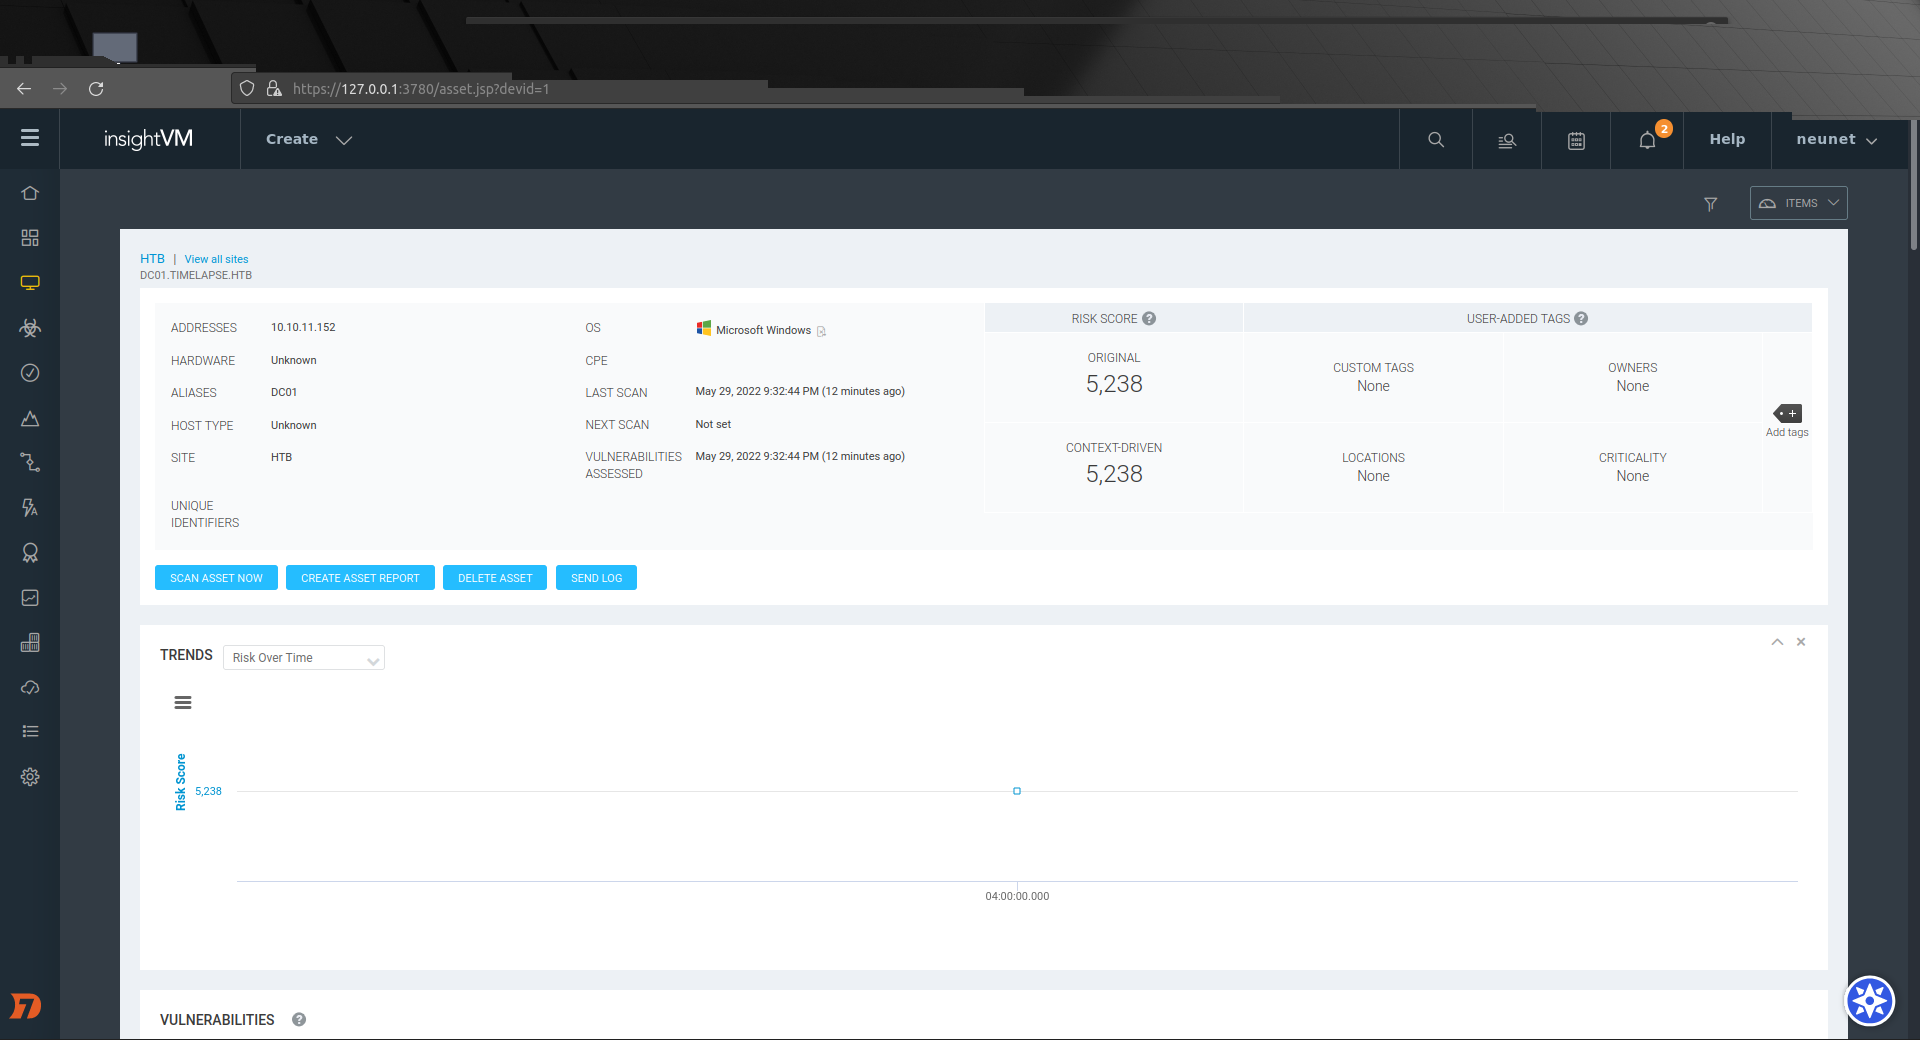 https://127.0.0.1:3780/asset.jsp?devid=1
insightVM
Create
2
Help
neunet
ITEMS
HTB | View all sites
DC01.TIMELAPSE.HTB
ADDRESSES 10.10.11.152
HARDWARE Unknown
ALIASES DC01
HOST TYPE Unknown
SITE HTB
UNIQUE
IDENTIFIERS
OS Microsoft Windows
CPE
LAST SCAN May 29, 2022 9:32:44 PM (12 minutes ago)
NEXT SCAN Not set
VULNERABILITIES May 29, 2022 9:32:44 PM (12 minutes ago)
ASSESSED
RISK SCORE ?
ORIGINAL
5,238
CONTEXT-DRIVEN
5,238
USER-ADDED TAGS ?
CUSTOM TAGS
None
OWNERS
None
LOCATIONS
None
CRITICALITY
None
Add tags
SCAN ASSET NOW
CREATE ASSET REPORT
DELETE ASSET
SEND LOG
TRENDS Risk Over Time
Risk Score
5,238
04:00:00.000
VULNERABILITIES ?